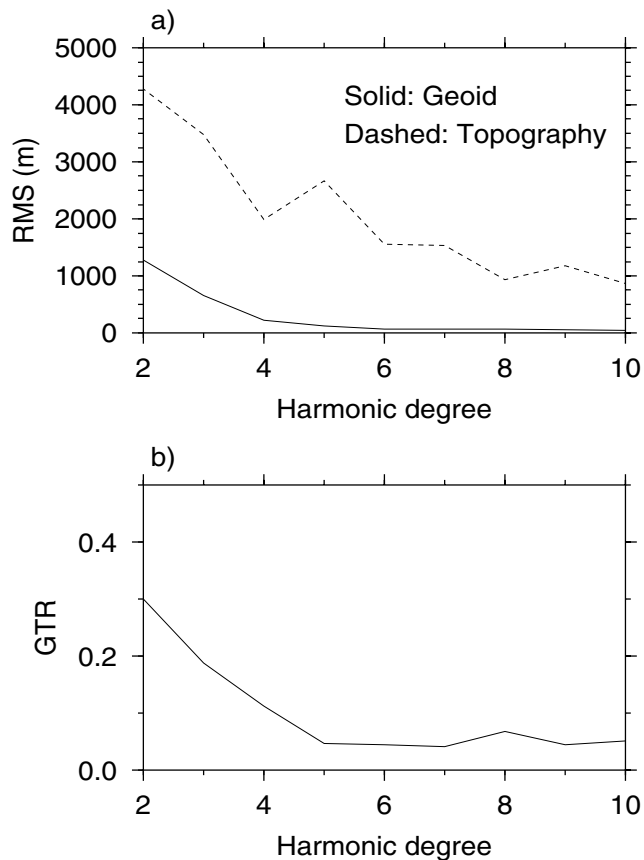 a)
5000
4000
3000
2000
1000
0
RMS (m)
Solid: Geoid
Dashed: Topography
2 4 6 8 10
Harmonic degree
b)
0.4
0.2
0.0
GTR
2 4 6 8 10
Harmonic degree